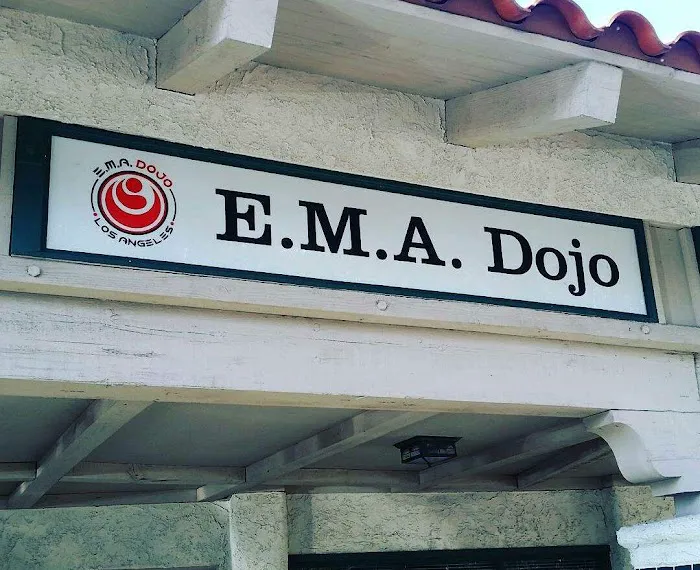 E.M.A. DOJO
• LOS ANGELES •
E.M.A. Dojo